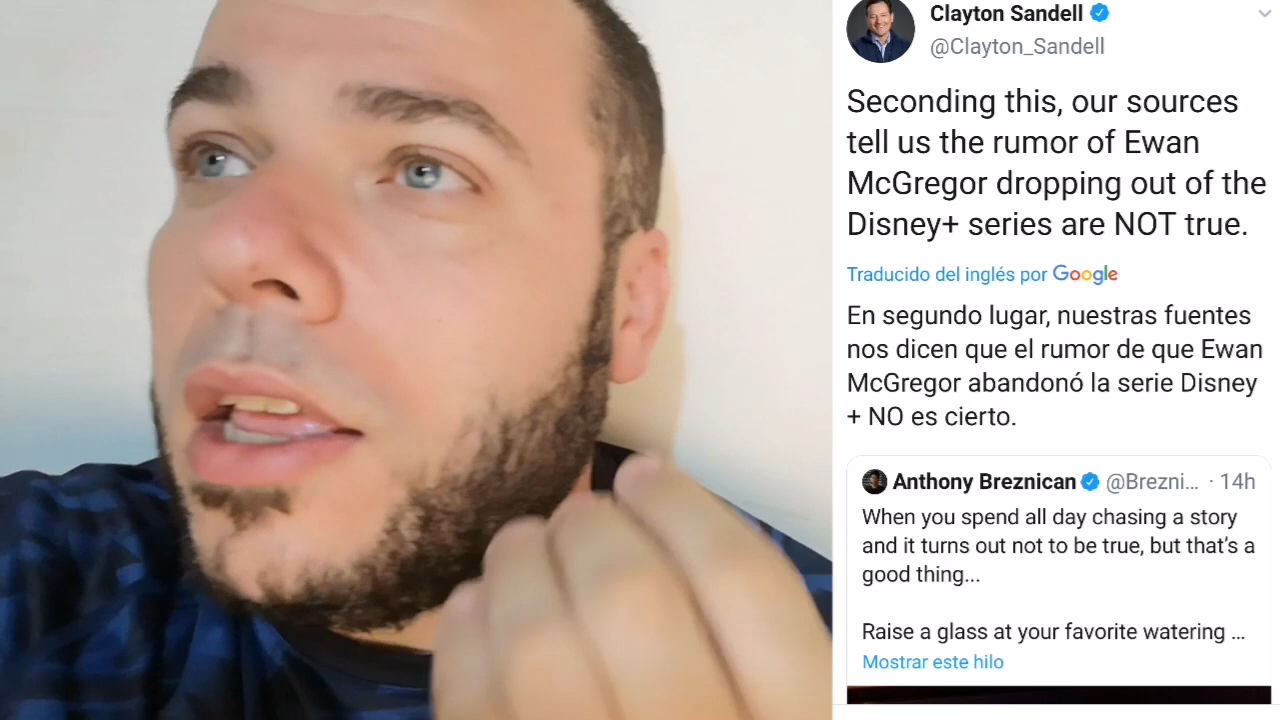 Clayton Sandell
@Clayton_Sandell
Seconding this, our sources
tell us the rumor of Ewan
McGregor dropping out of the
Disney+ series are NOT true.
Traducido del inglés por Google
En segundo lugar, nuestras fuentes
nos dicen que el rumor de que Ewan
McGregor abandonó la serie Disney
+ NO es cierto.
Anthony Breznican @Brezni... · 14h
When you spend all day chasing a story
and it turns out not to be true, but that's a
good thing...
Raise a glass at your favorite watering ...
Mostrar este hilo